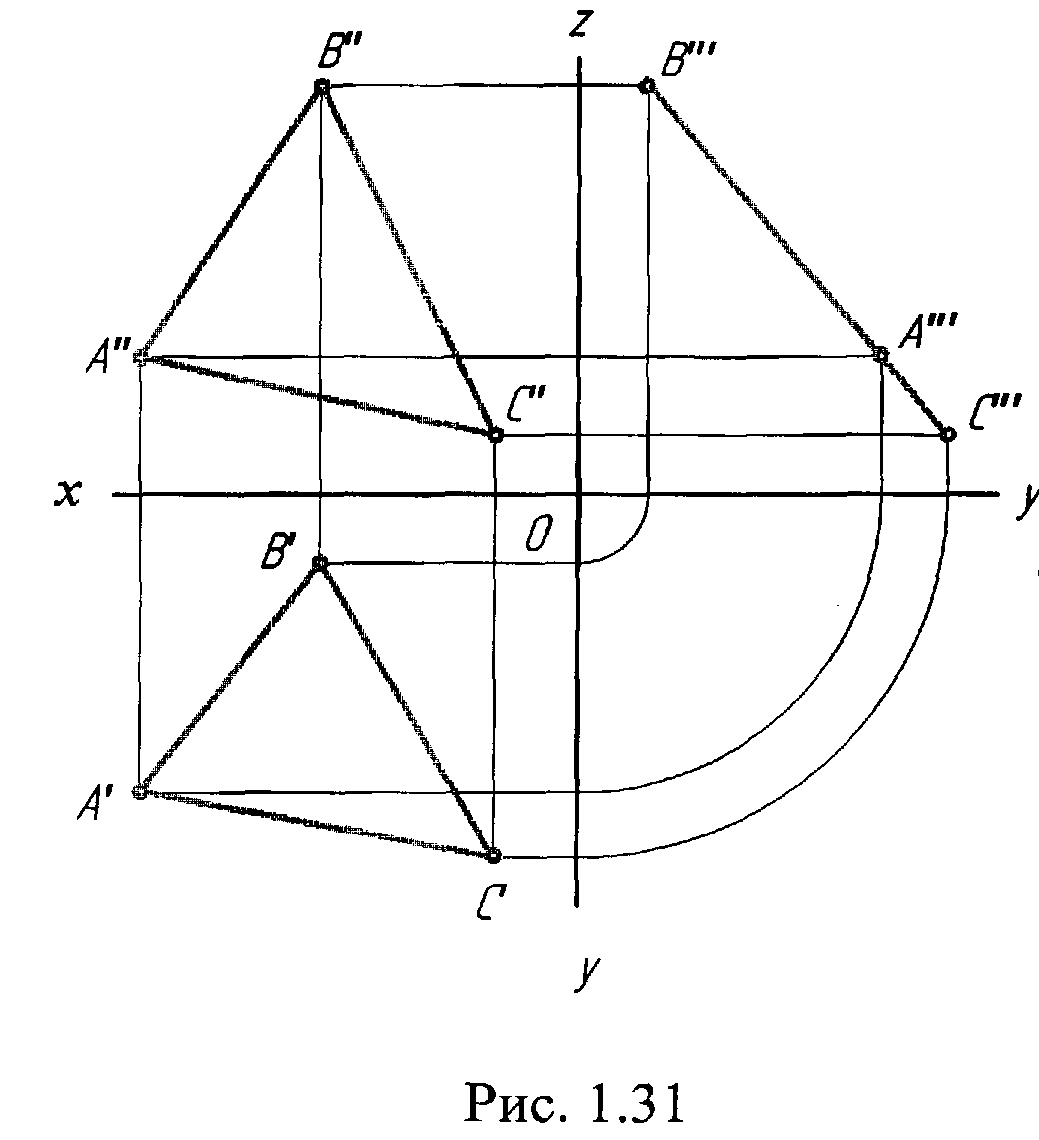 z
B" B'''
A" A'''
C" C'''
x y
O
B'
A'
C
y
Рис. 1.31